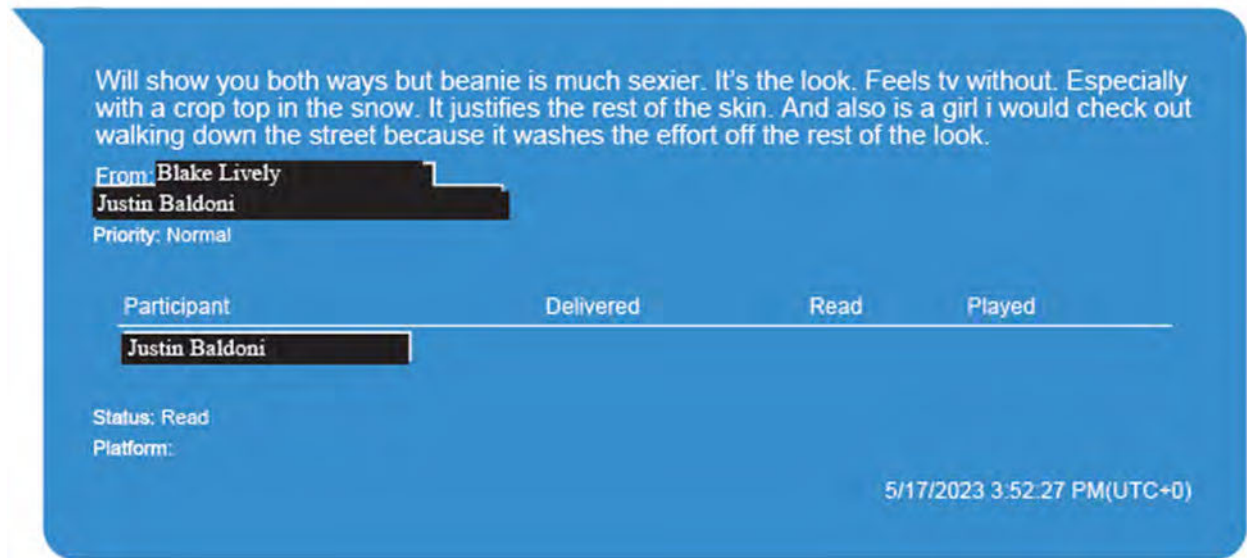 Will show you both ways but beanie is much sexier. It's the look. Feels tv without. Especially
with a crop top in the snow. It justifies the rest of the skin. And also is a girl i would check out
walking down the street because it washes the effort off the rest of the look.
From: Blake Lively
Justin Baldoni
Priority: Normal
Participant Delivered Read Played
Justin Baldoni
Status: Read
Platform:
5/17/2023 3:52:27 PM(UTC+0)